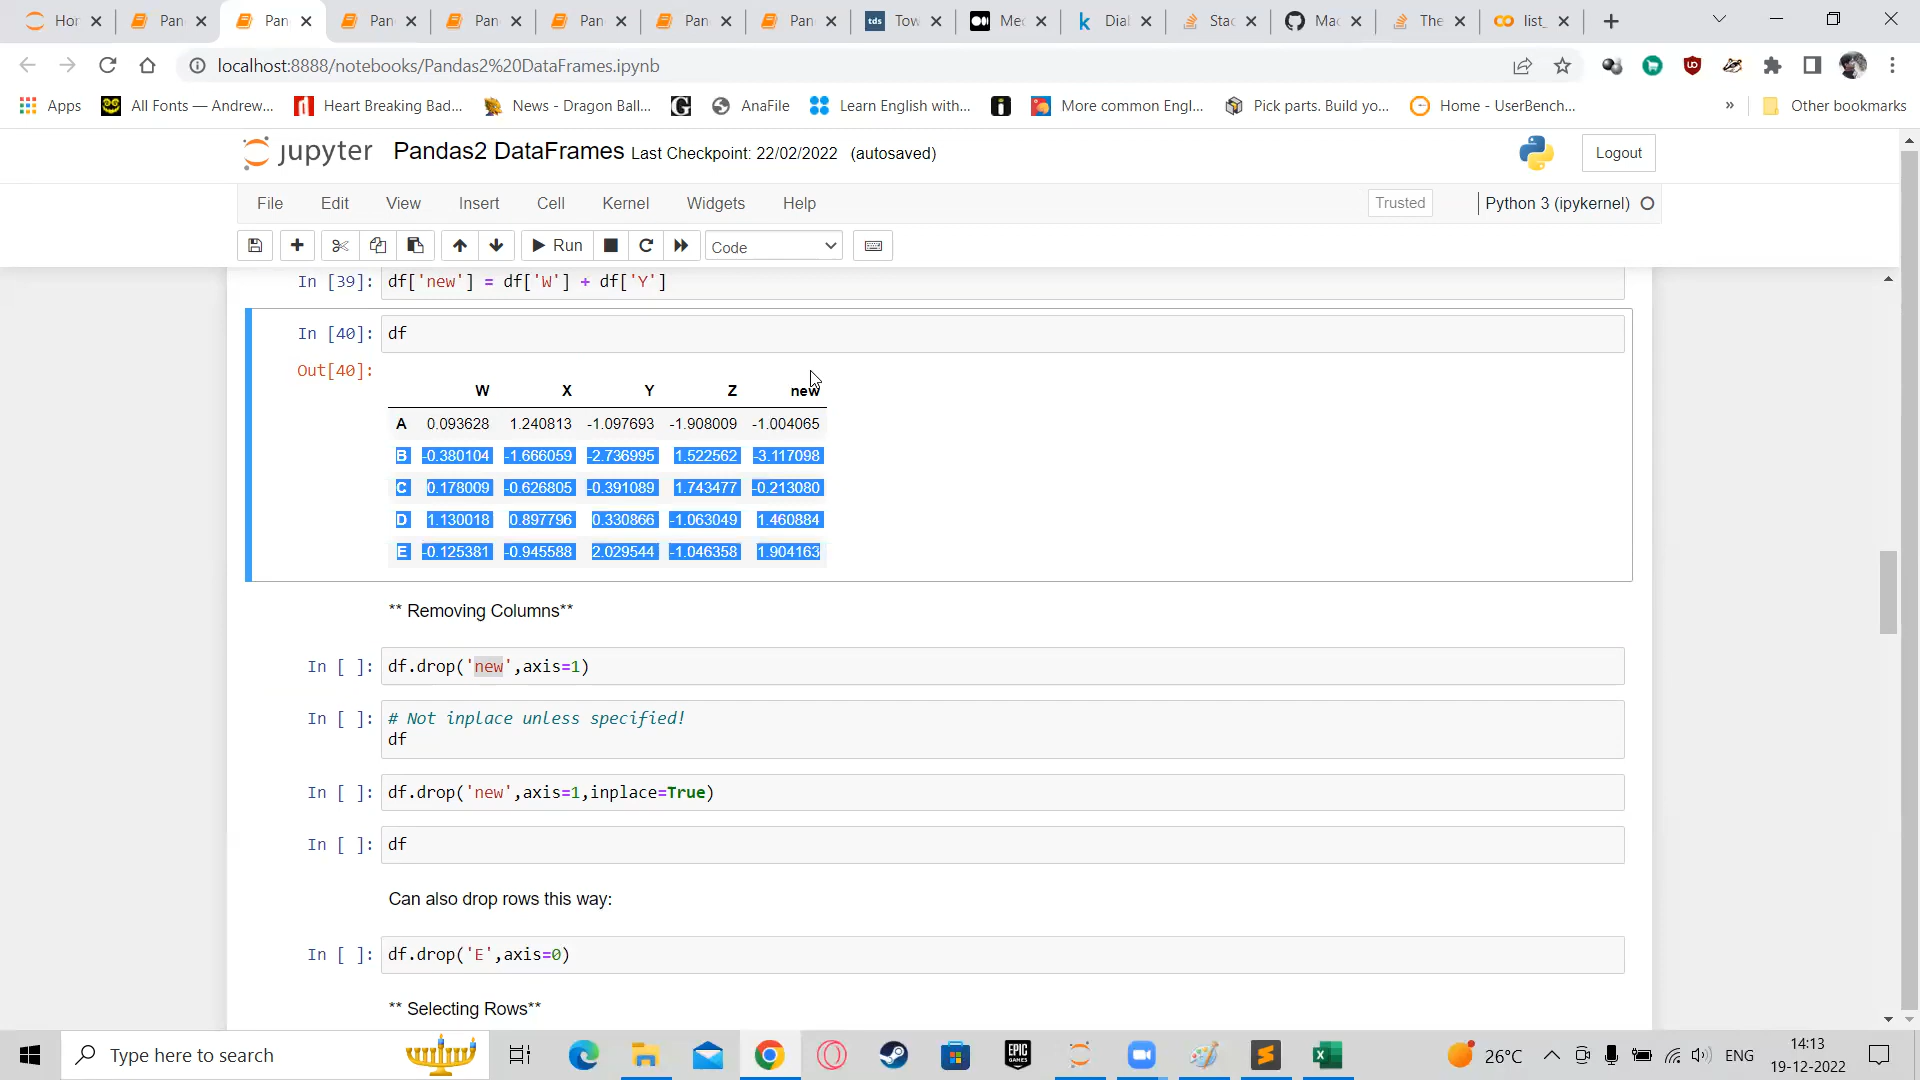 Hor
Pan
Pan
Pan
Pan
Pan
Pan
Pan
tds
Tow
Med
k
Dial
Stac
Mac
The
list_
localhost:8888/notebooks/Pandas2%20DataFrames.ipynb
Apps
All Fonts — Andrew...
Heart Breaking Bad...
News - Dragon Ball...
G
AnaFile
Learn English with...
More common Engl...
Pick parts. Build yo...
Home - UserBench...
»
Other bookmarks
jupyter Pandas2 DataFrames Last Checkpoint: 22/02/2022 (autosaved)
Logout
File Edit View Insert Cell Kernel Widgets Help
Trusted
Python 3 (ipykernel)
Run
Code
In [39]: df['new'] = df['W'] + df['Y']
In [40]: df
Out[40]:
W X Y Z new
A 0.093628 1.240813 -1.097693 -1.908009 -1.004065
B -0.380104 -1.666059 -2.736995 1.522562 -3.117098
C 0.178009 -0.626805 -0.391089 1.743477 -0.213080
D 1.130018 0.897796 0.330866 -1.063049 1.460884
E -0.125381 -0.945588 2.029544 -1.046358 1.904163
** Removing Columns**
In [ ]: df.drop('new',axis=1)
In [ ]: # Not inplace unless specified!
df
In [ ]: df.drop('new',axis=1,inplace=True)
In [ ]: df
Can also drop rows this way:
In [ ]: df.drop('E',axis=0)
** Selecting Rows**
Type here to search
EPIC
GAMES
26°C
ENG
14:13
19-12-2022